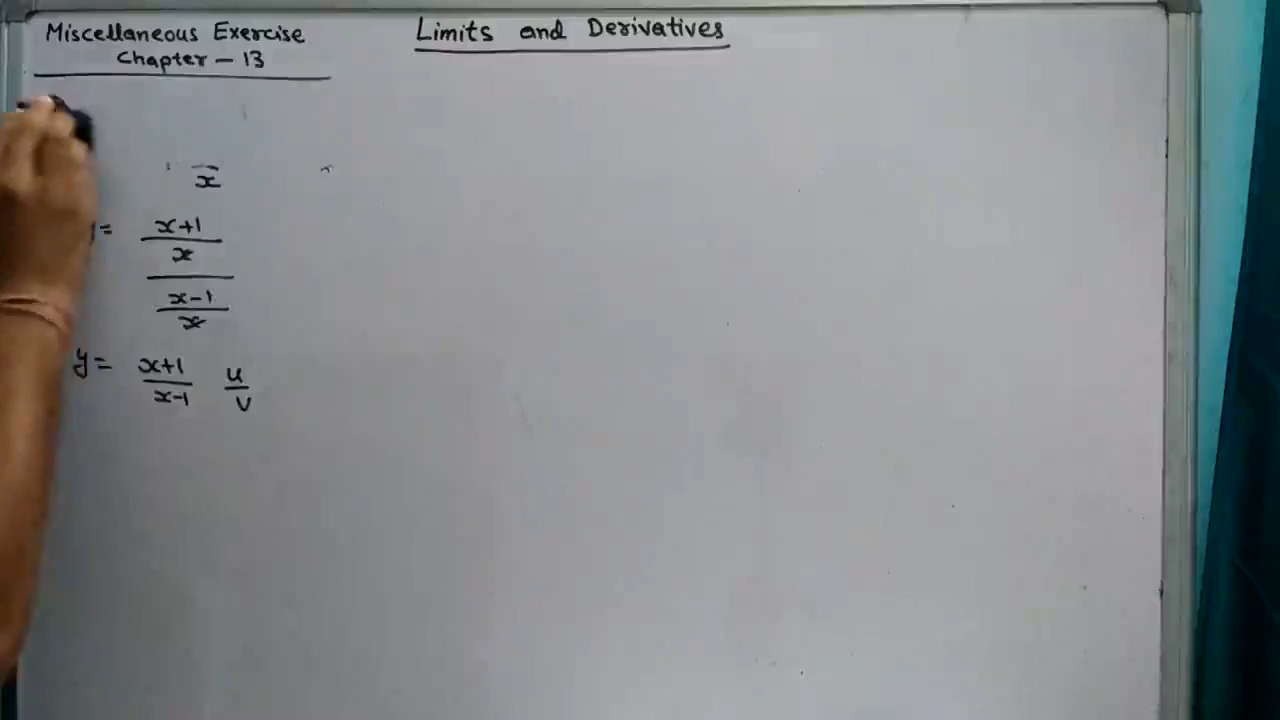 Miscellaneous Exercise
Chapter – 13
Limits and Derivatives
x
=
x+1
x
x-1
x
y = x+1 u
x-1 v